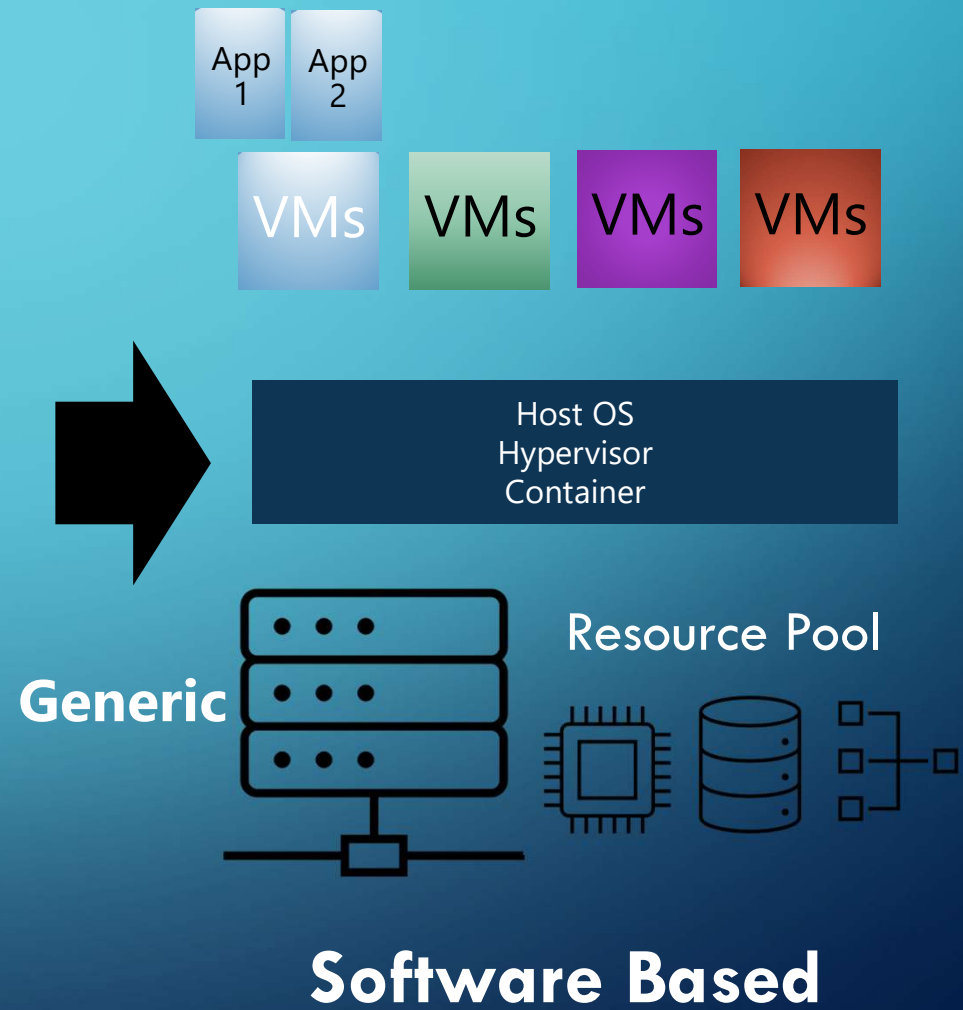 App
1
App
2
VMs
VMs
VMs
VMs
Host OS
Hypervisor
Container
Resource Pool
Generic
Software Based